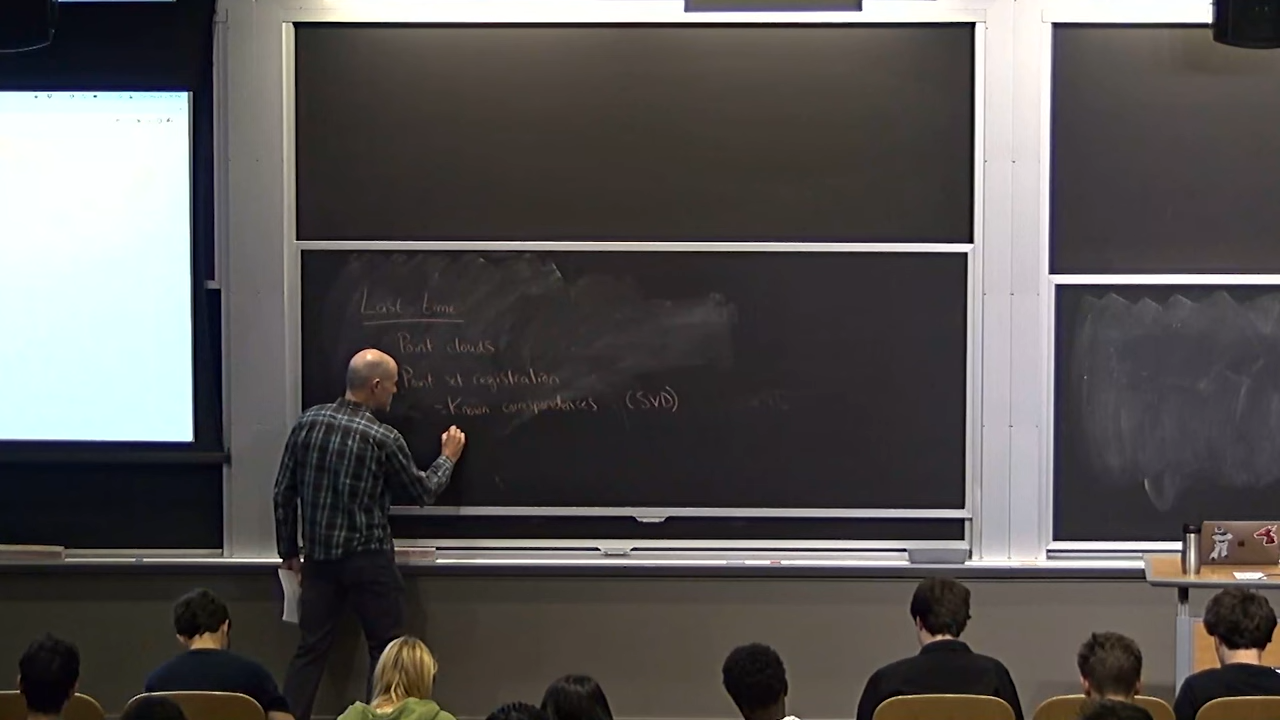 Last time
Point clouds
Point set registration
- Known correspondences (SVD)